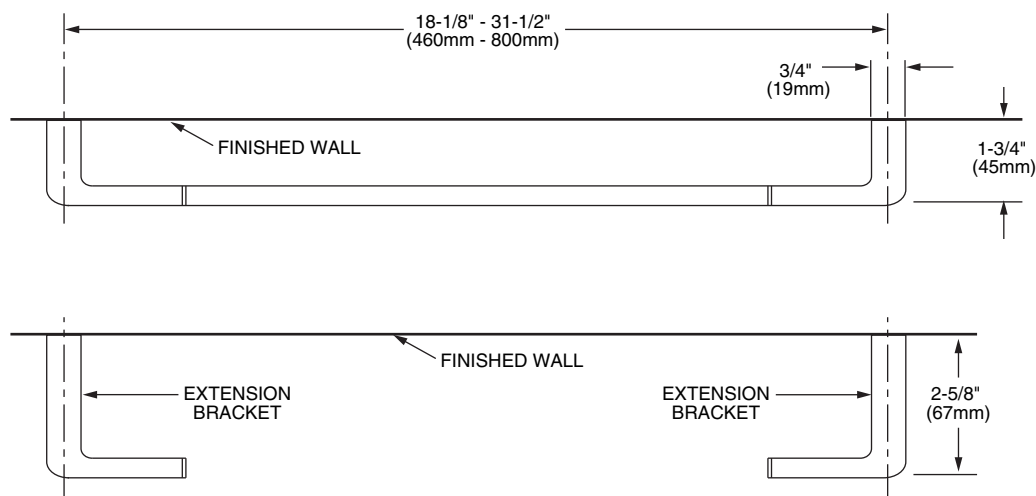 18-1/8" - 31-1/2"
(460mm - 800mm)
3/4"
(19mm)
FINISHED WALL
1-3/4"
(45mm)
FINISHED WALL
EXTENSION
BRACKET
EXTENSION
BRACKET
2-5/8"
(67mm)